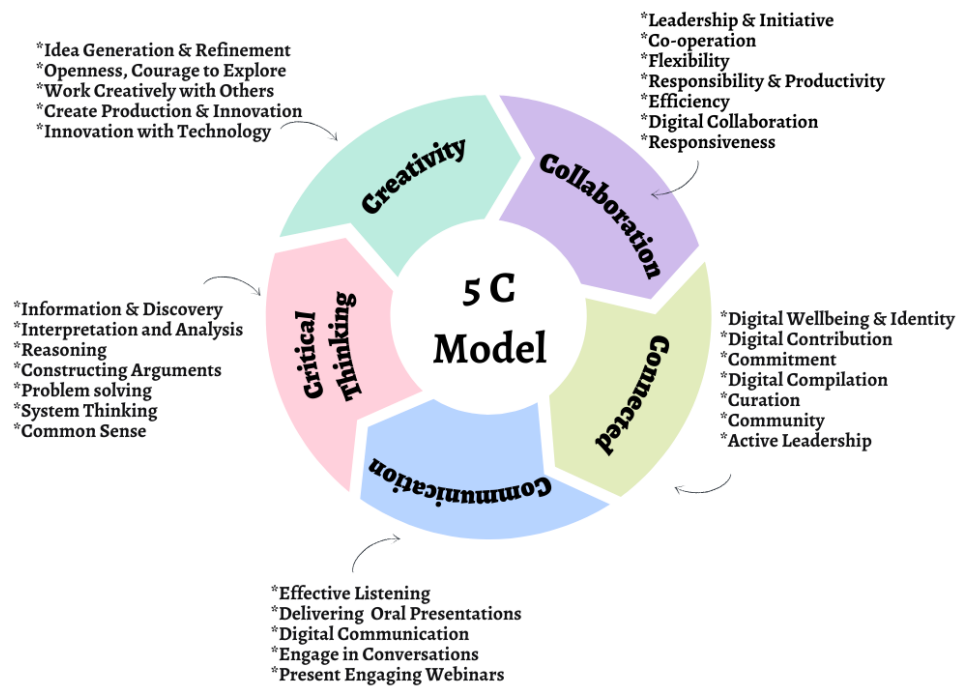 *Idea Generation & Refinement
*Openness, Courage to Explore
*Work Creatively with Others
*Create Production & Innovation
*Innovation with Technology
*Leadership & Initiative
*Co-operation
*Flexibility
*Responsibility & Productivity
*Efficiency
*Digital Collaboration
*Responsiveness
Creativity
Collaboration
5 C
Model
Critical
Thinking
Connected
Communication
*Information & Discovery
*Interpretation and Analysis
*Reasoning
*Constructing Arguments
*Problem solving
*System Thinking
*Common Sense
*Digital Wellbeing & Identity
*Digital Contribution
*Commitment
*Digital Compilation
*Curation
*Community
*Active Leadership
*Effective Listening
*Delivering Oral Presentations
*Digital Communication
*Engage in Conversations
*Present Engaging Webinars